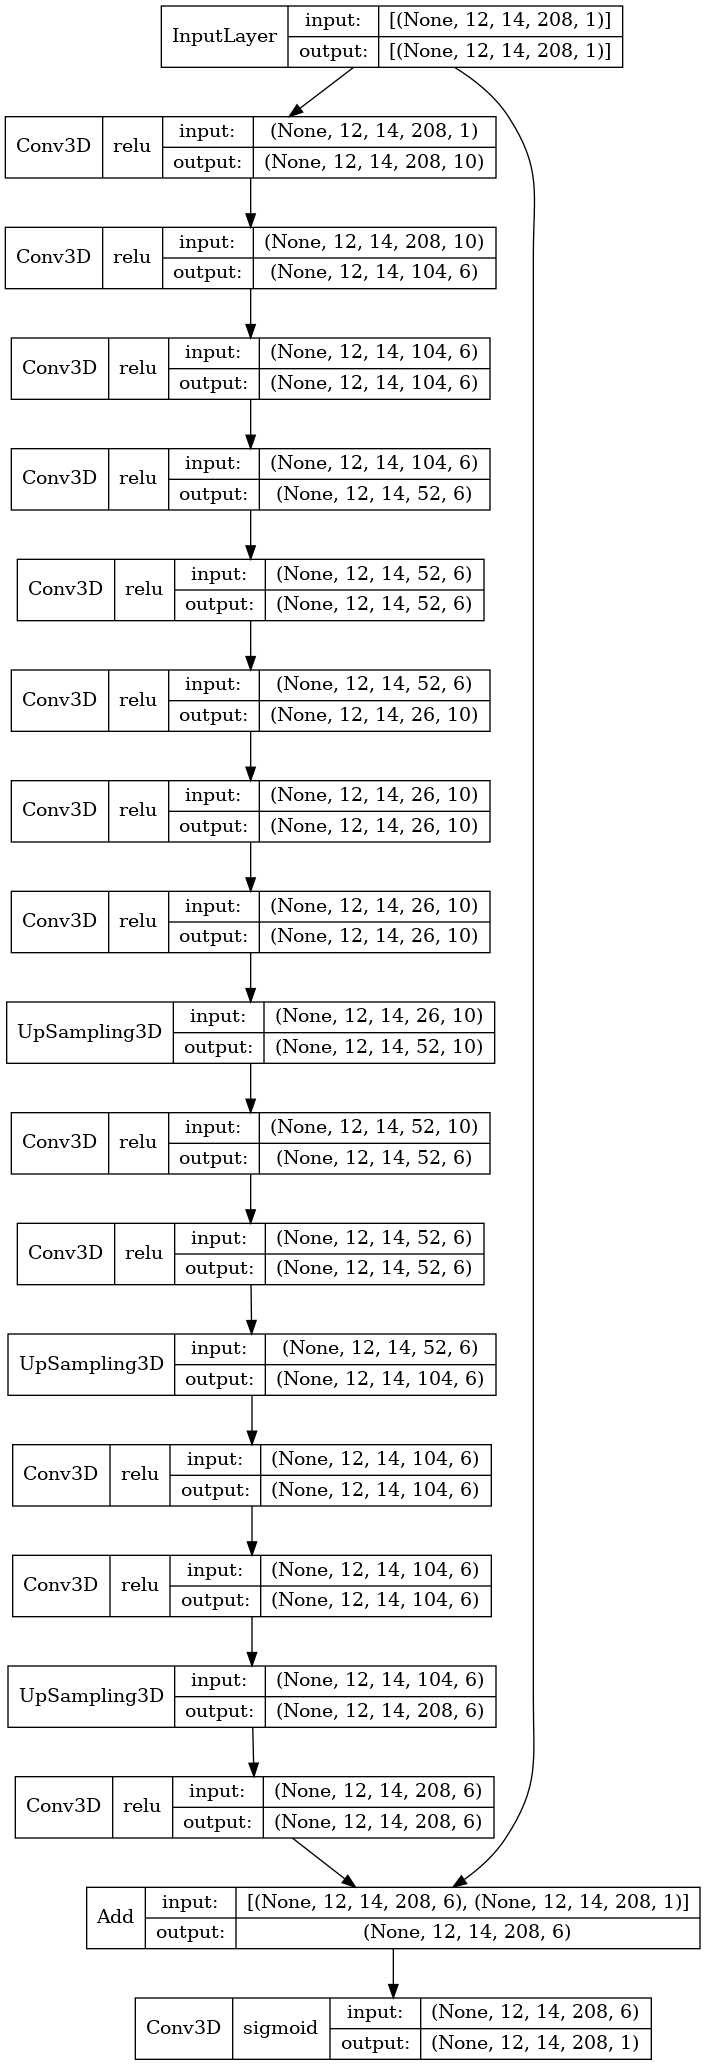 InputLayer input: [(None, 12, 14, 208, 1)]
output: [(None, 12, 14, 208, 1)]
Conv3D relu input: (None, 12, 14, 208, 1)
output: (None, 12, 14, 208, 10)
Conv3D relu input: (None, 12, 14, 208, 10)
output: (None, 12, 14, 104, 6)
Conv3D relu input: (None, 12, 14, 104, 6)
output: (None, 12, 14, 104, 6)
Conv3D relu input: (None, 12, 14, 104, 6)
output: (None, 12, 14, 52, 6)
Conv3D relu input: (None, 12, 14, 52, 6)
output: (None, 12, 14, 52, 6)
Conv3D relu input: (None, 12, 14, 52, 6)
output: (None, 12, 14, 26, 10)
Conv3D relu input: (None, 12, 14, 26, 10)
output: (None, 12, 14, 26, 10)
Conv3D relu input: (None, 12, 14, 26, 10)
output: (None, 12, 14, 26, 10)
UpSampling3D input: (None, 12, 14, 26, 10)
output: (None, 12, 14, 52, 10)
Conv3D relu input: (None, 12, 14, 52, 10)
output: (None, 12, 14, 52, 6)
Conv3D relu input: (None, 12, 14, 52, 6)
output: (None, 12, 14, 52, 6)
UpSampling3D input: (None, 12, 14, 52, 6)
output: (None, 12, 14, 104, 6)
Conv3D relu input: (None, 12, 14, 104, 6)
output: (None, 12, 14, 104, 6)
Conv3D relu input: (None, 12, 14, 104, 6)
output: (None, 12, 14, 104, 6)
UpSampling3D input: (None, 12, 14, 104, 6)
output: (None, 12, 14, 208, 6)
Conv3D relu input: (None, 12, 14, 208, 6)
output: (None, 12, 14, 208, 6)
Add input: [(None, 12, 14, 208, 6), (None, 12, 14, 208, 1)]
output: (None, 12, 14, 208, 6)
Conv3D sigmoid input: (None, 12, 14, 208, 6)
output: (None, 12, 14, 208, 1)